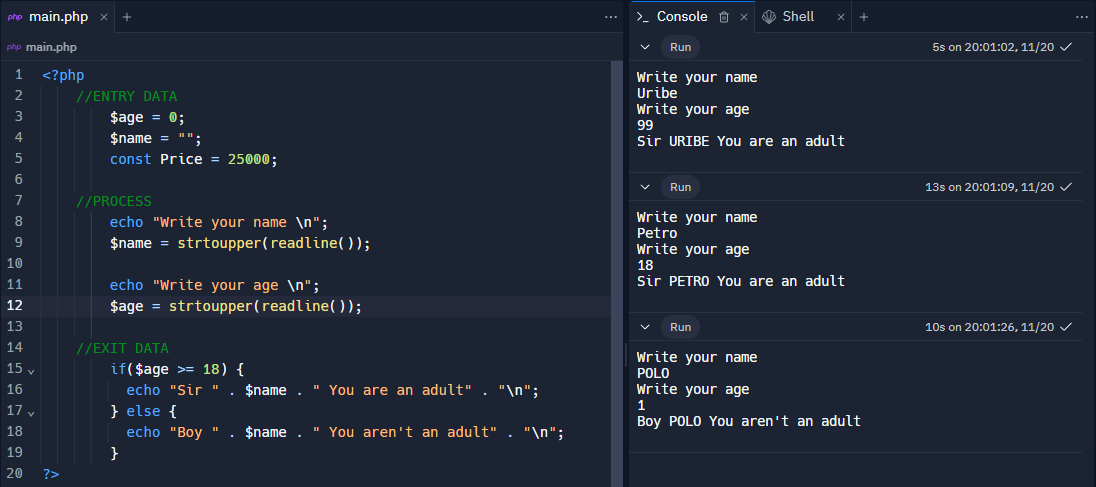 php main.php × +
php main.php
1 <?php
2 //ENTRY DATA
3 $age = 0;
4 $name = "";
5 const Price = 25000;
6
7 //PROCESS
8 echo "Write your name \n";
9 $name = strtoupper(readline());
10
11 echo "Write your age \n";
12 $age = strtoupper(readline());
13
14 //EXIT DATA
15 if($age >= 18) {
16 echo "Sir " . $name . " You are an adult" . "\n";
17 } else {
18 echo "Boy " . $name . " You aren't an adult" . "\n";
19 }
20 ?>
>_ Console × Shell × +
Run 5s on 20:01:02, 11/20 ✓
Write your name
Uribe
Write your age
99
Sir URIBE You are an adult
Run 13s on 20:01:09, 11/20 ✓
Write your name
Petro
Write your age
18
Sir PETRO You are an adult
Run 10s on 20:01:26, 11/20 ✓
Write your name
POLO
Write your age
1
Boy POLO You aren't an adult